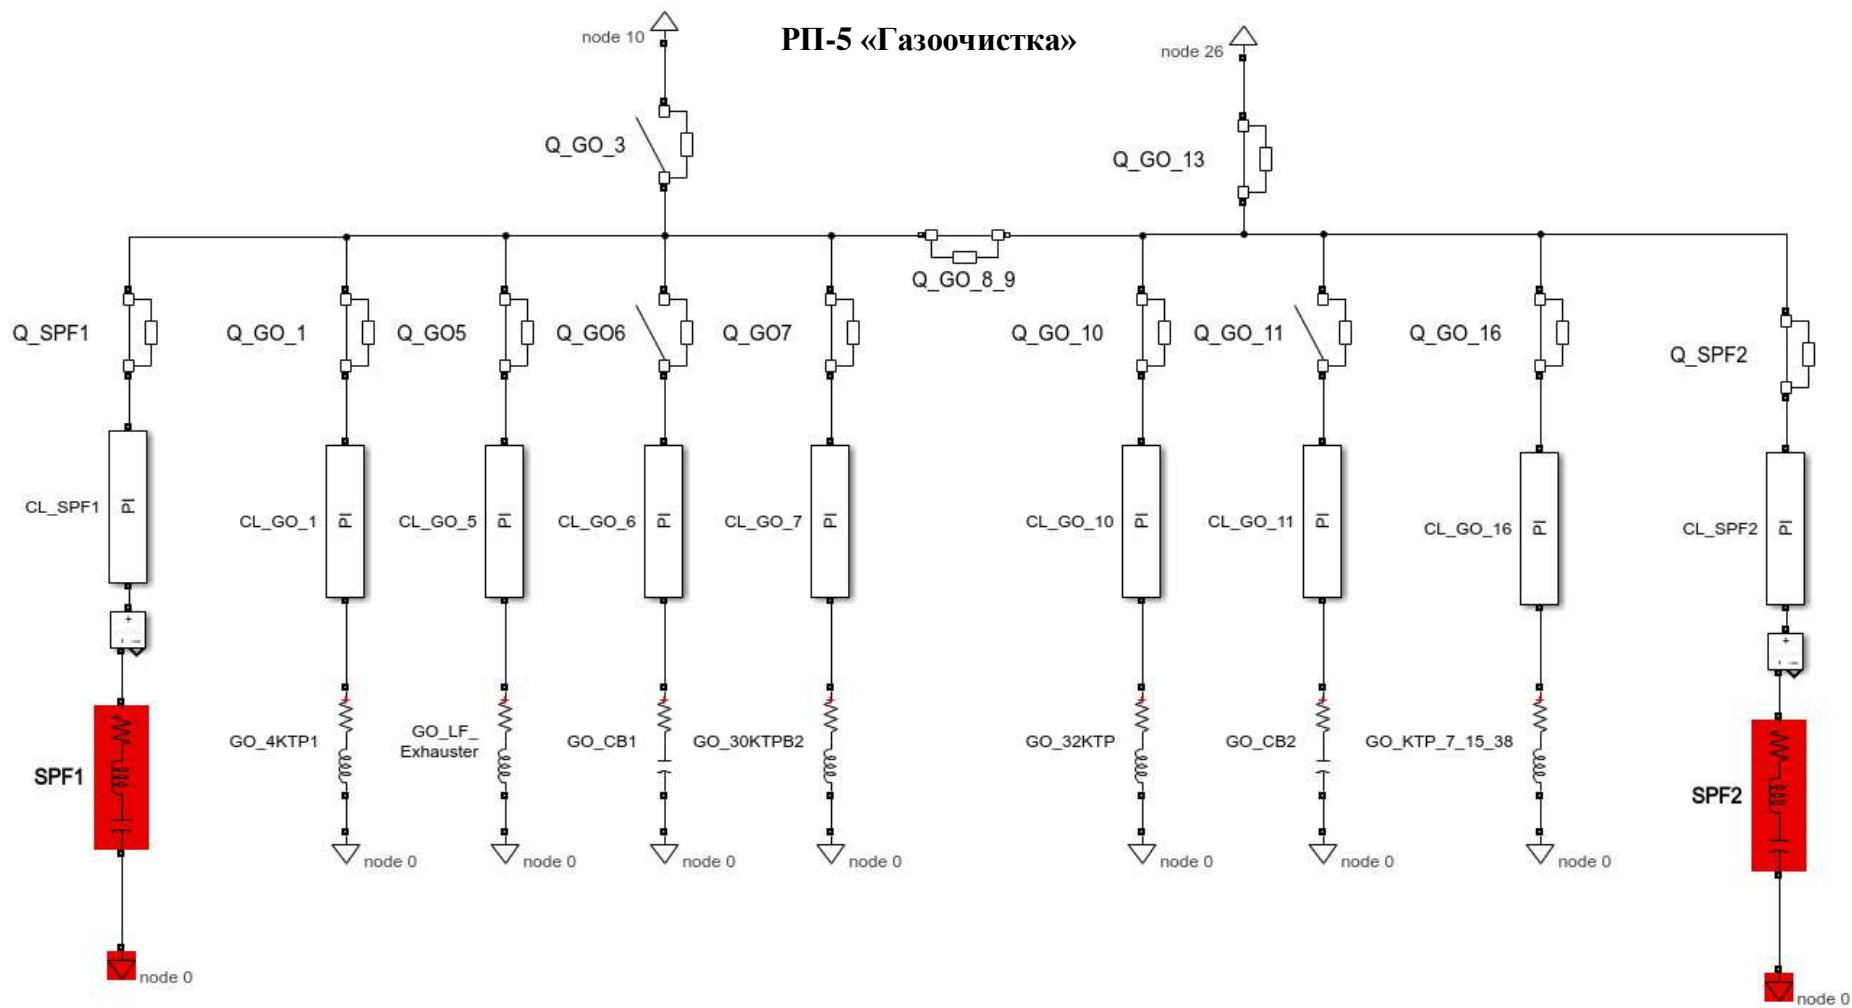 РП-5 «Газоочистка»
node 10
node 26
Q_GO_3
Q_GO_13
Q_GO_8_9
Q_SPF1
Q_GO_1
Q_GO5
Q_GO6
Q_GO7
Q_GO_10
Q_GO_11
Q_GO_16
Q_SPF2
CL_SPF1
PI
CL_GO_1
PI
CL_GO_5
PI
CL_GO_6
PI
CL_GO_7
PI
CL_GO_10
PI
CL_GO_11
PI
CL_GO_16
PI
CL_SPF2
PI
SPF1
GO_4KTP1
GO_LF_
Exhauster
GO_CB1
GO_30KTPB2
GO_32KTP
GO_CB2
GO_KTP_7_15_38
SPF2
node 0
node 0
node 0
node 0
node 0
node 0
node 0
node 0
node 0